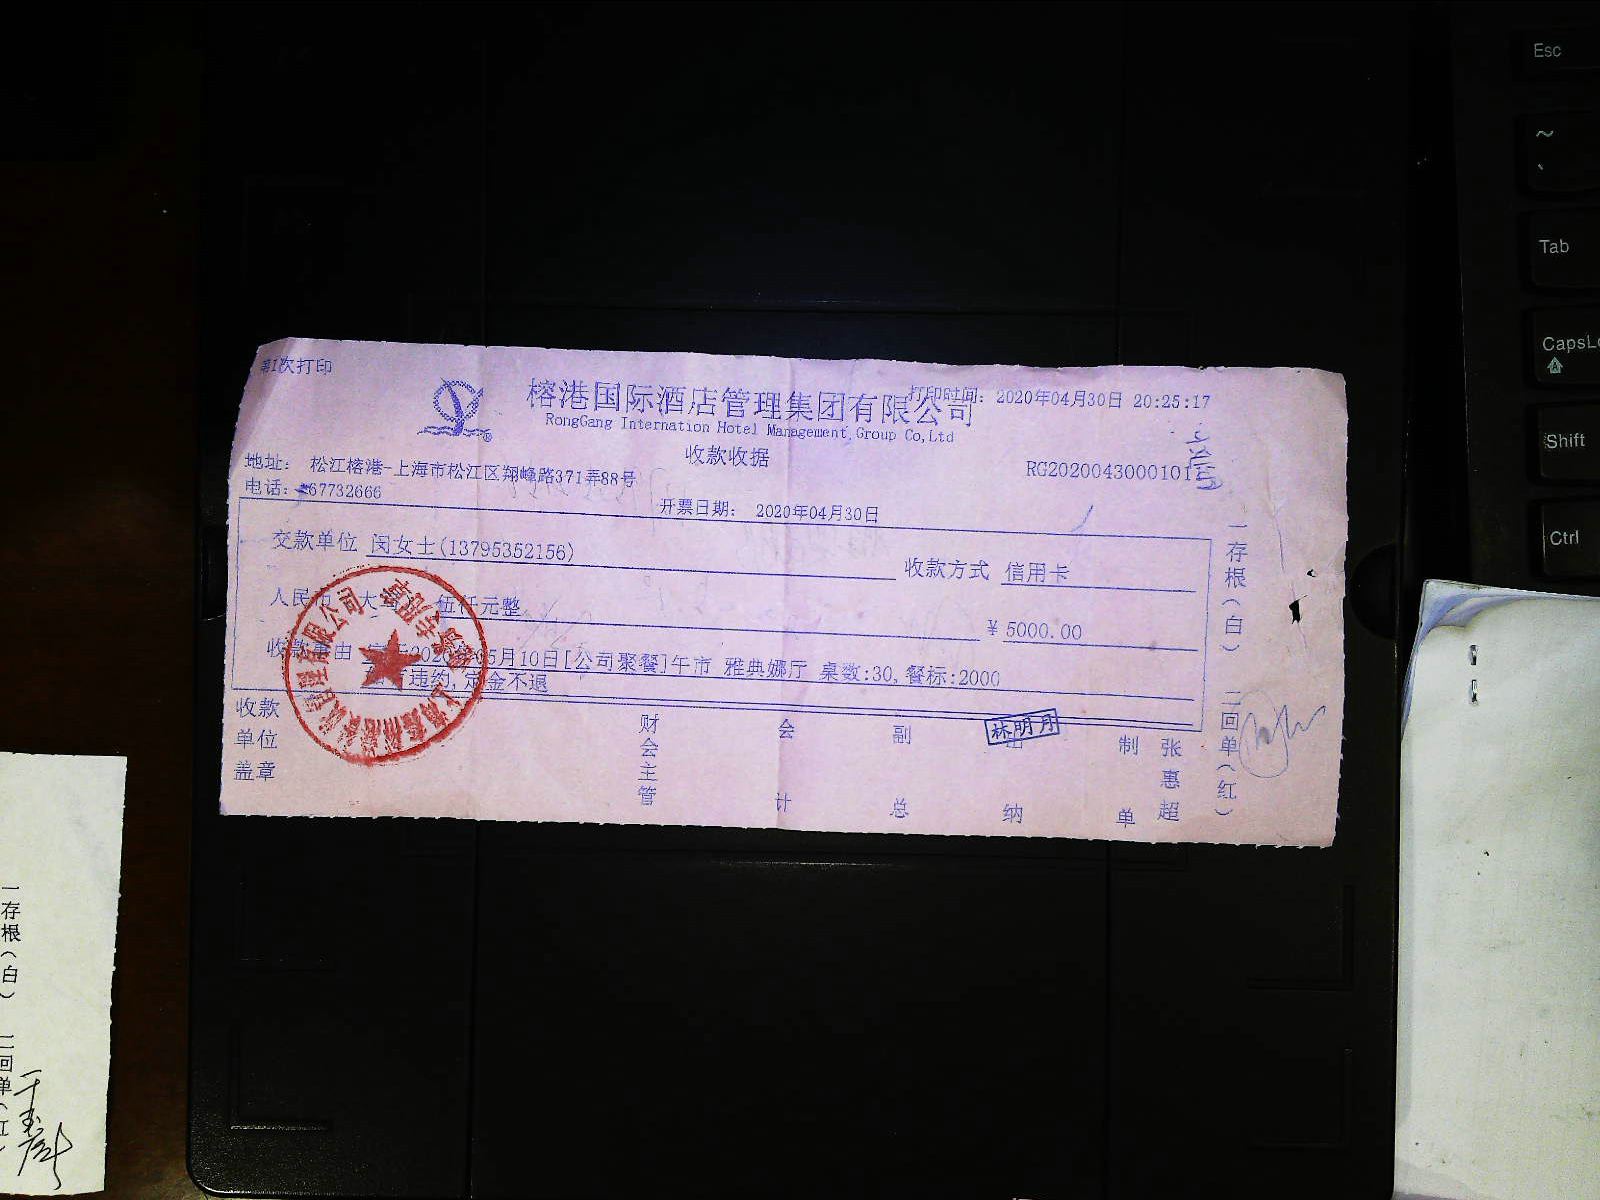 第1次打印
打印时间: 2020年04月30日 20:25:17
榕港国际酒店管理集团有限公司
RongGang Internation Hotel Management Group Co,Ltd
收款收据
地址: 松江榕港-上海市松江区翔峰路371弄88号
RG20200430000101
电话: 67732666
开票日期: 2020年04月30日
交款单位 闵女士(13795352156)
收款方式 信用卡
人民币 大写 伍仟元整
¥ 5000.00
收款事由 2020年05月10日[公司聚餐]午市 雅典娜厅 桌数:30,餐标:2000
违约,定金不退
收款单位盖章
财会主管
会计
副总
出纳
林明月
制单
张惠超
一存根(白) 二回单(红)
一存根(白) 二回单(红)
Esc
~
Tab
CapsLo
Shift
Ctrl